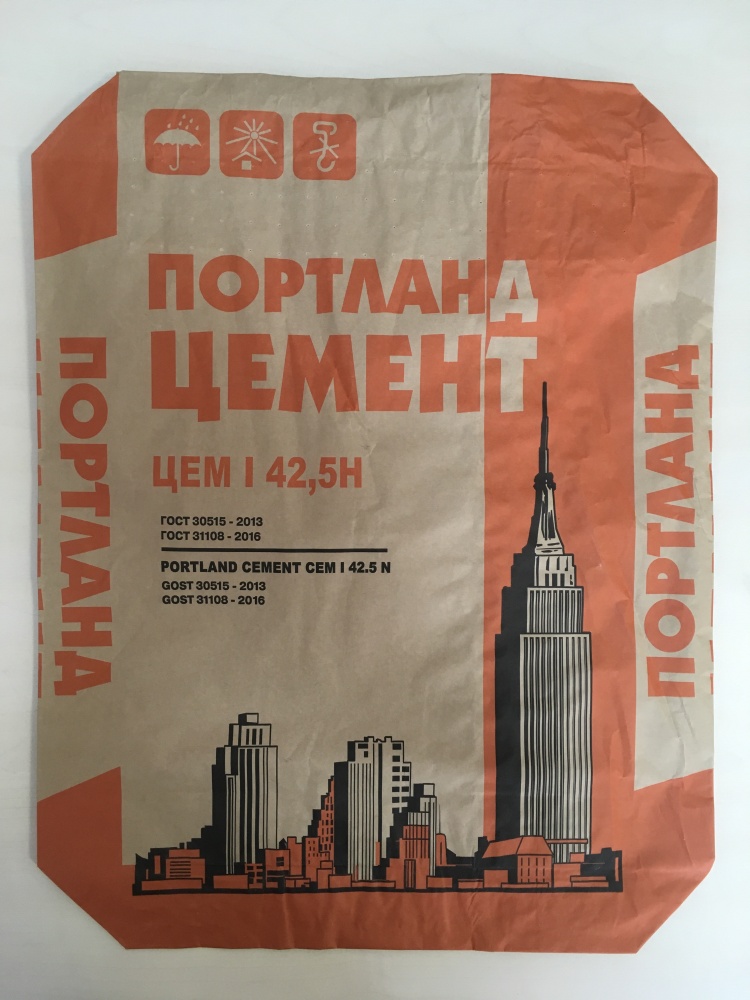 ПОРТЛАНД
ЦЕМЕНТ
ЦЕМ I 42,5Н
ГОСТ 30515 - 2013
ГОСТ 31108 - 2016
PORTLAND CEMENT CEM I 42.5 N
GOST 30515 - 2013
GOST 31108 - 2016
ПОРТЛАНД
ПОРТЛАНД